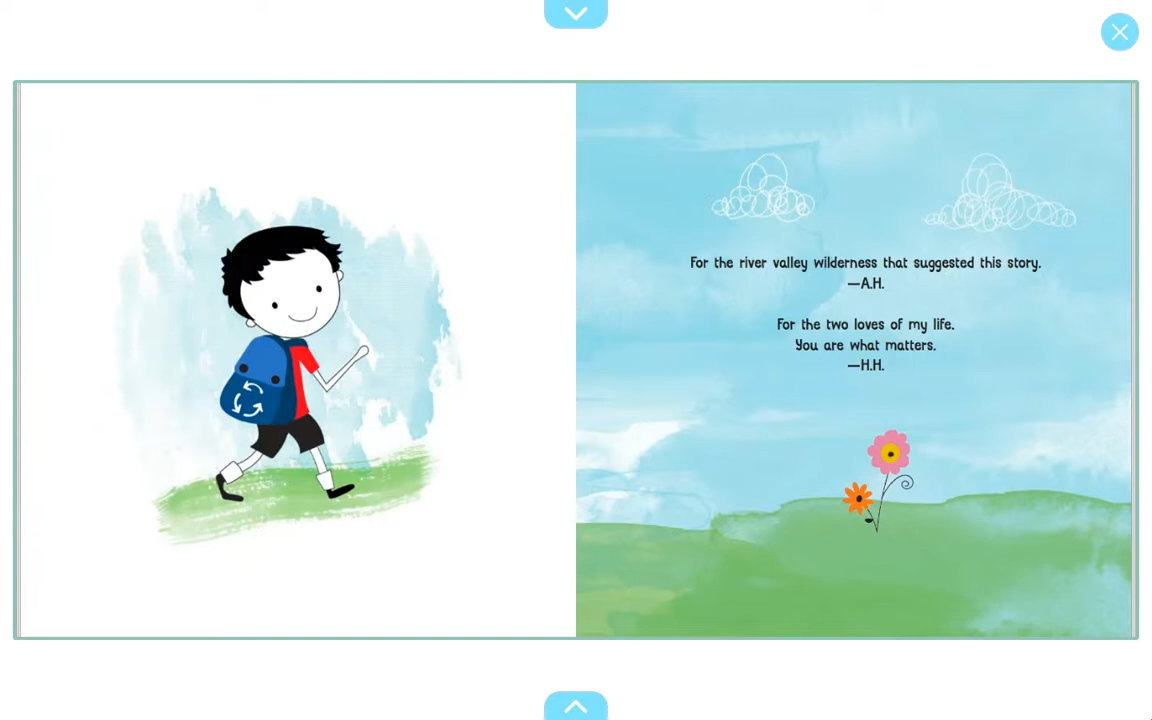 For the river valley wilderness that suggested this story.
—A.H.
For the two loves of my life.
You are what matters.
—H.H.